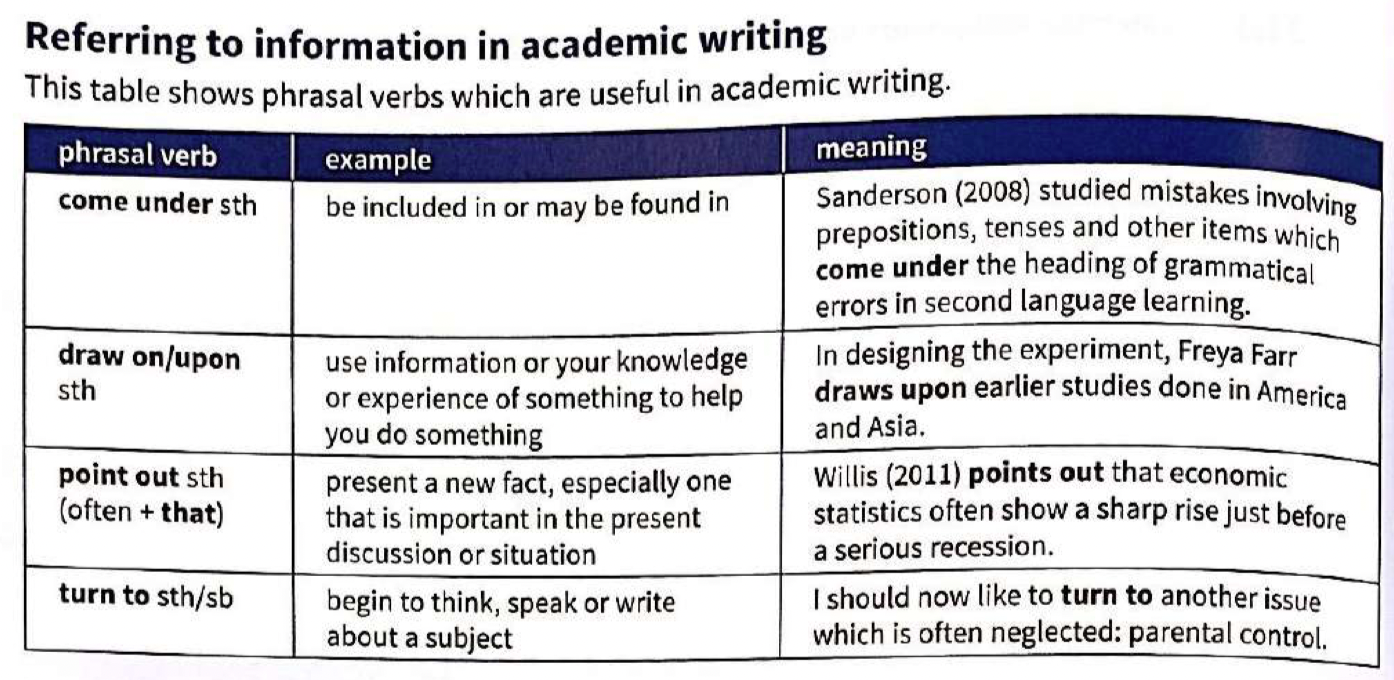 Referring to information in academic writing
This table shows phrasal verbs which are useful in academic writing.
phrasal verb example meaning
come under sth
be included in or may be found in
Sanderson (2008) studied mistakes involving
prepositions, tenses and other items which
come under the heading of grammatical
errors in second language learning.
draw on/upon
sth
use information or your knowledge
or experience of something to help
you do something
In designing the experiment, Freya Farr
draws upon earlier studies done in America
and Asia.
point out sth
(often + that)
present a new fact, especially one
that is important in the present
discussion or situation
Willis (2011) points out that economic
statistics often show a sharp rise just before
a serious recession.
turn to sth/sb
begin to think, speak or write
about a subject
I should now like to turn to another issue
which is often neglected: parental control.